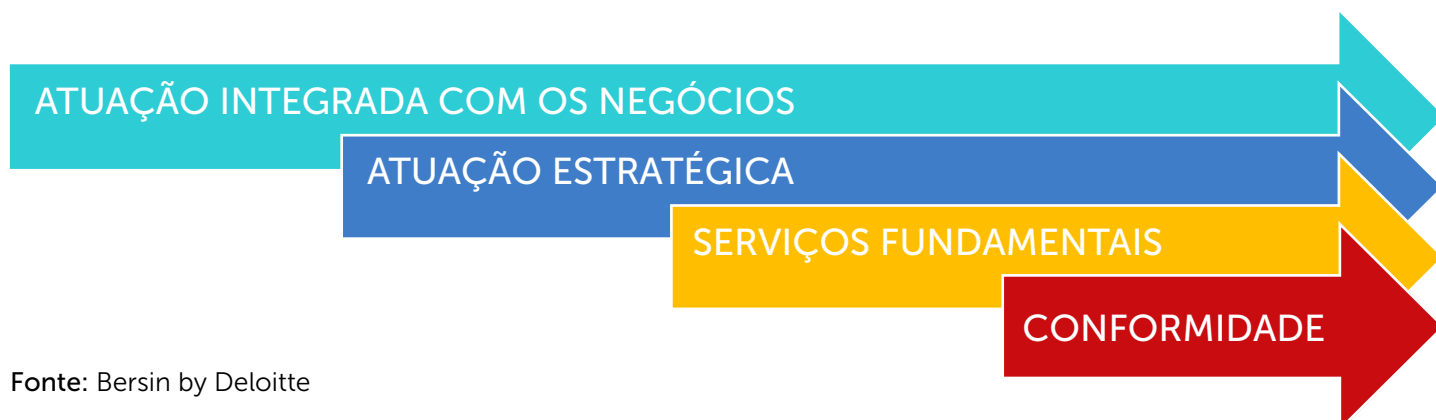 ATUAÇÃO INTEGRADA COM OS NEGÓCIOS
ATUAÇÃO ESTRATÉGICA
SERVIÇOS FUNDAMENTAIS
CONFORMIDADE
Fonte: Bersin by Deloitte